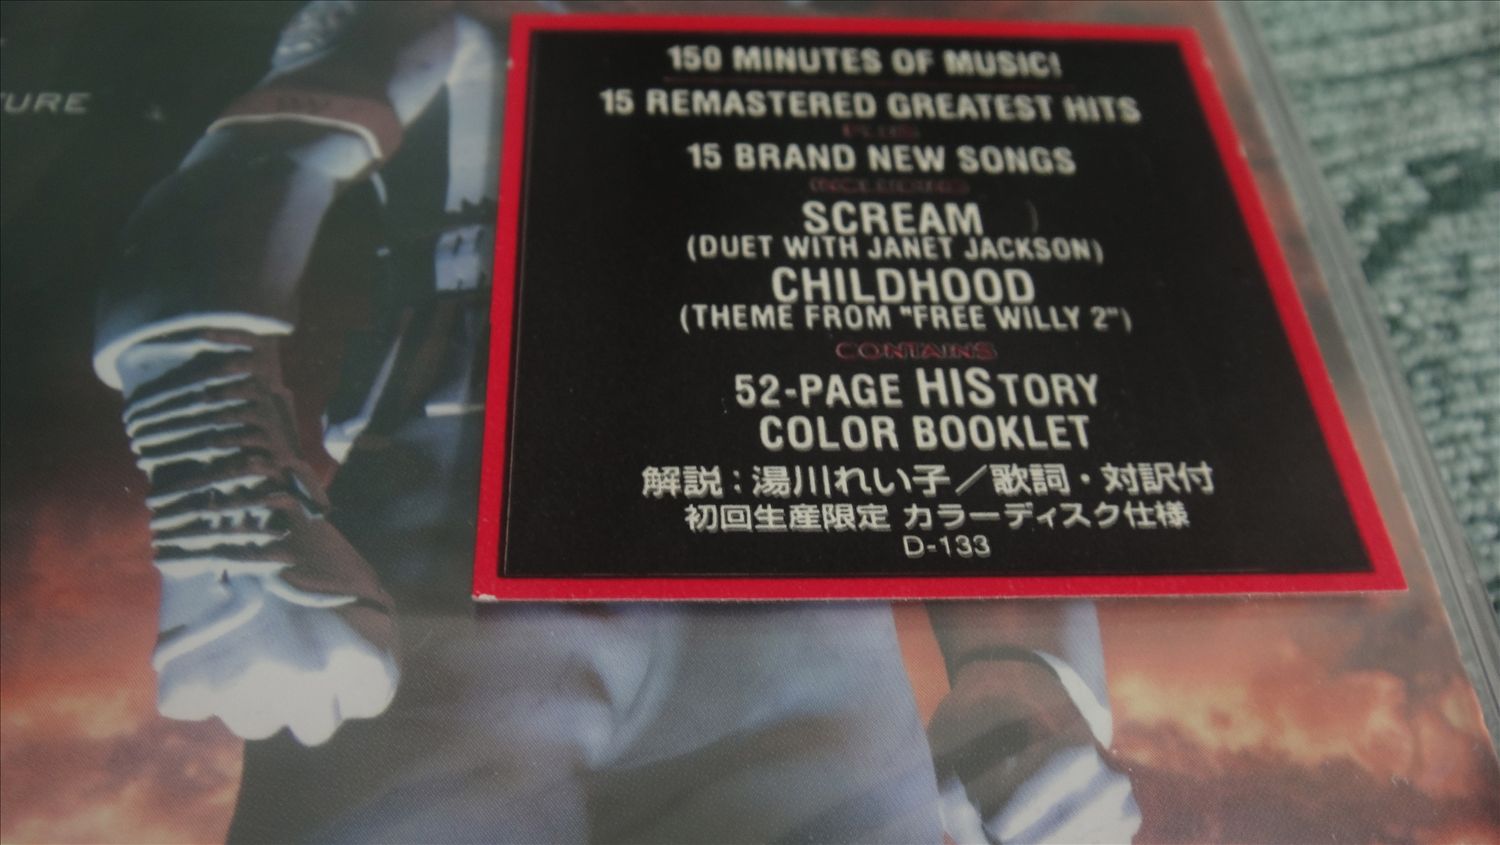 TURE
150 MINUTES OF MUSIC!
15 REMASTERED GREATEST HITS
PLUS
15 BRAND NEW SONGS
INCLUDING
SCREAM
(DUET WITH JANET JACKSON)
CHILDHOOD
(THEME FROM "FREE WILLY 2")
CONTAINS
52-PAGE HISTORY
COLOR BOOKLET
解説：湯川れい子／歌詞・対訳付
初回生産限定 カラーディスク仕様
D-133